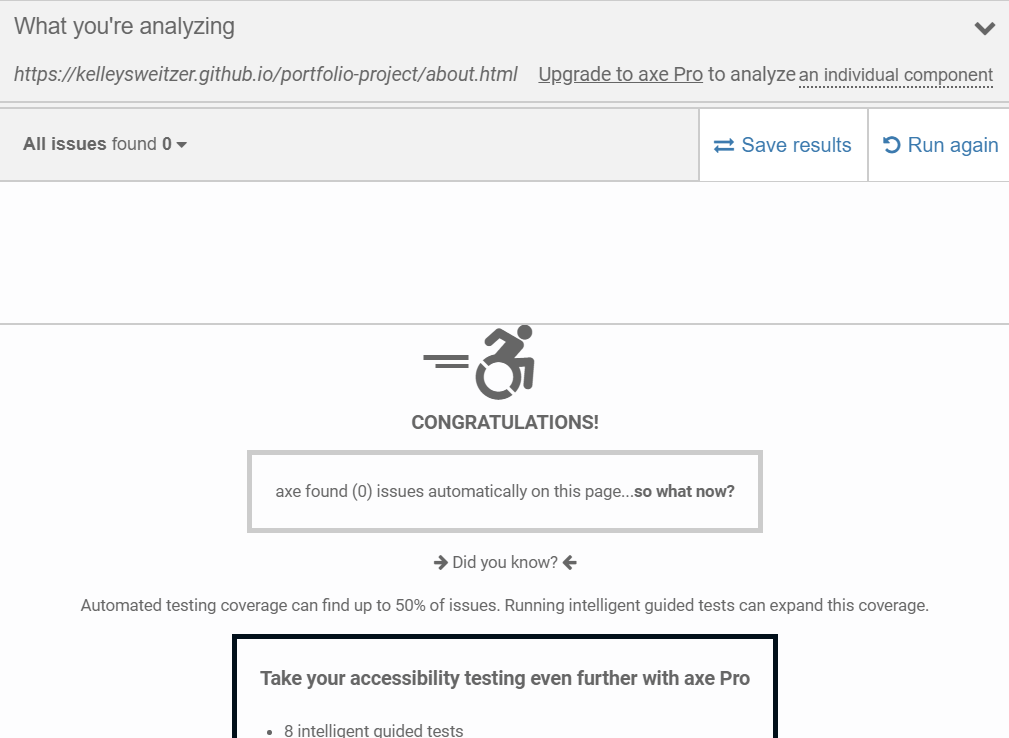 What you're analyzing
https://kelleysweitzer.github.io/portfolio-project/about.html Upgrade to axe Pro to analyze an individual component
All issues found 0 Save results Run again
CONGRATULATIONS!
axe found (0) issues automatically on this page...so what now?
Did you know?
Automated testing coverage can find up to 50% of issues. Running intelligent guided tests can expand this coverage.
Take your accessibility testing even further with axe Pro
• 8 intelligent guided tests